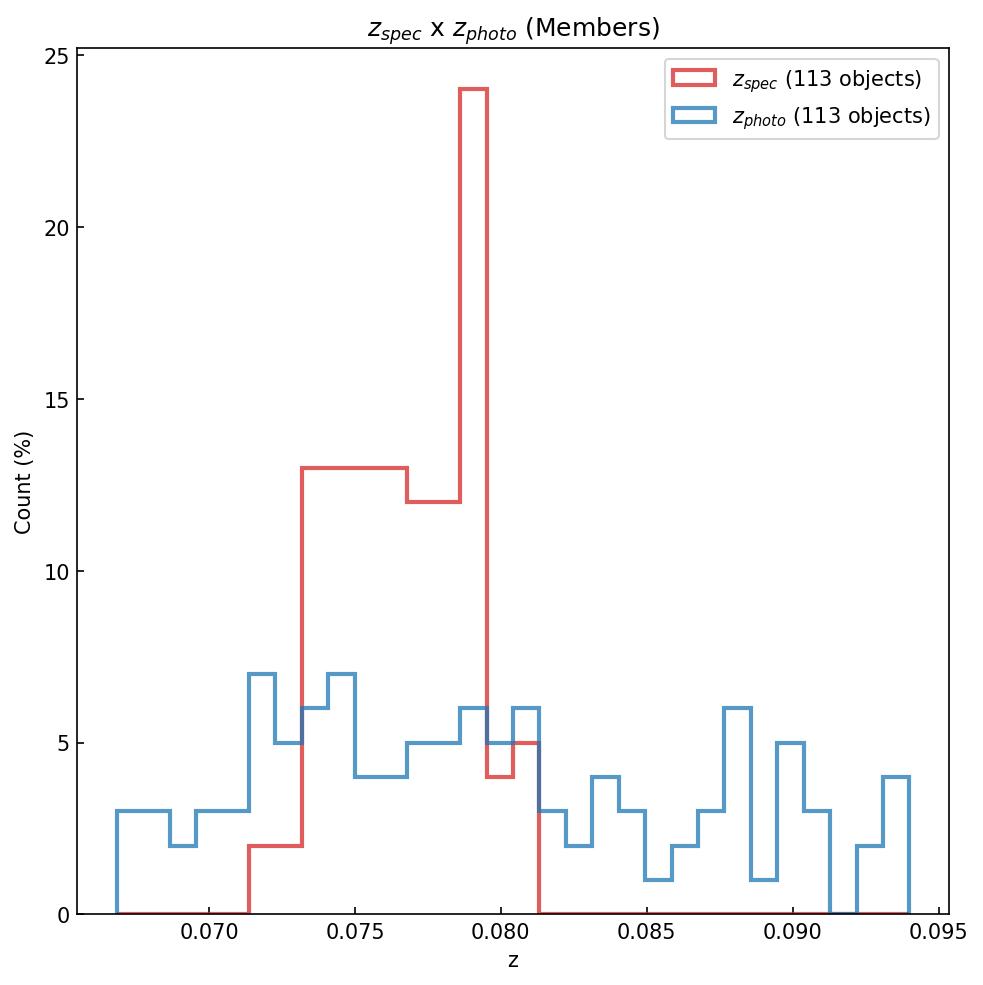 z_spec x z_photo (Members)
z_spec (113 objects)
z_photo (113 objects)
25
20
15
10
5
0
Count (%)
0.070 0.075 0.080 0.085 0.090 0.095
z